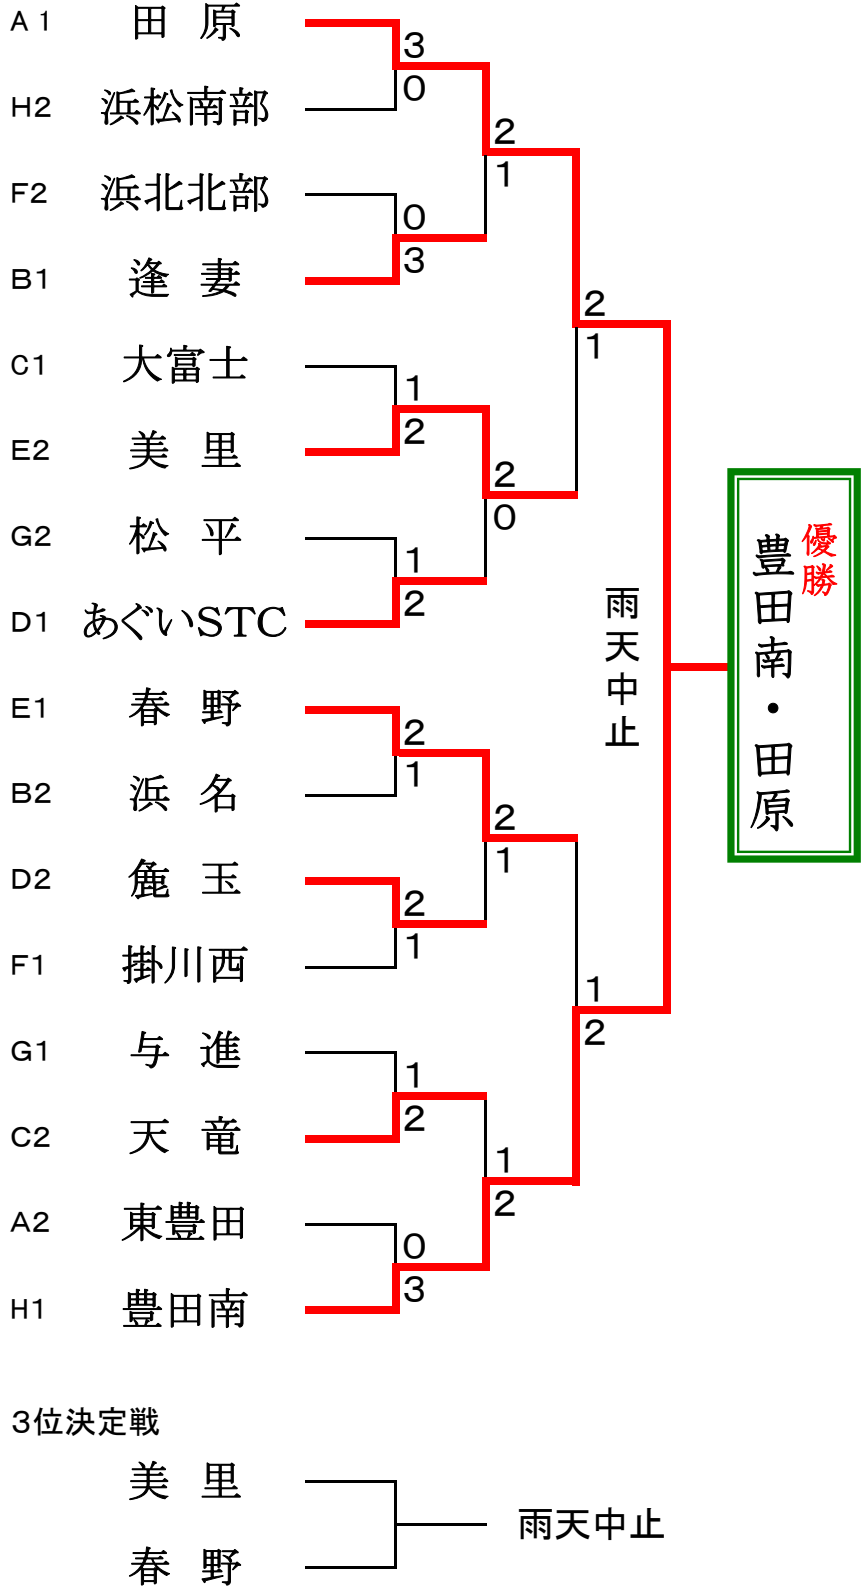 A1 田 原
3
0
H2 浜松南部
2
1
F2 浜北北部
0
3
B1 逢 妻
2
1
C1 大富士
1
2
E2 美 里
2
0
G2 松 平
1
2
D1 あぐいSTC
雨天中止
優勝
豊田南・田原
E1 春 野
2
1
B2 浜 名
2
1
D2 麁 玉
2
1
F1 掛川西
1
2
G1 与 進
1
2
C2 天 竜
1
2
A2 東豊田
0
3
H1 豊田南
3位決定戦
美 里
雨天中止
春 野